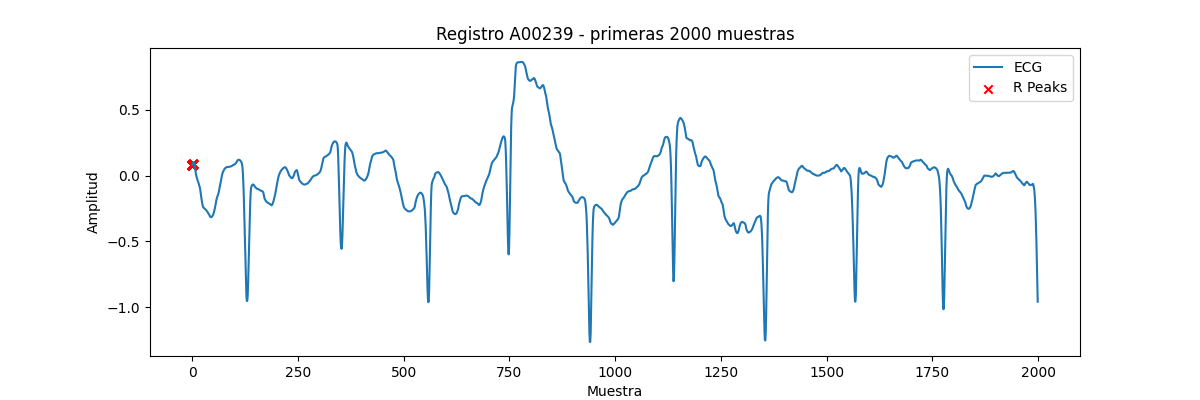 Registro A00239 - primeras 2000 muestras
ECG
R Peaks
Amplitud
0.5
0.0
−0.5
−1.0
0 250 500 750 1000 1250 1500 1750 2000
Muestra